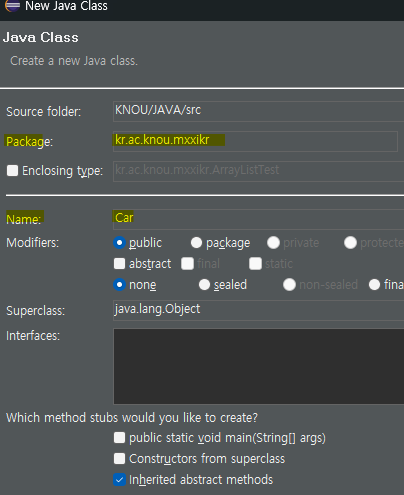 New Java Class
Java Class
Create a new Java class.
Source folder: KNOU/JAVA/src
Package: kr.ac.knou.mxxikr
Enclosing type: kr.ac.knou.mxxikr.ArrayListTest
Name: Car
Modifiers: public package private protecte
abstract final static
none sealed non-sealed fina
Superclass: java.lang.Object
Interfaces:
Which method stubs would you like to create?
public static void main(String[] args)
Constructors from superclass
Inherited abstract methods